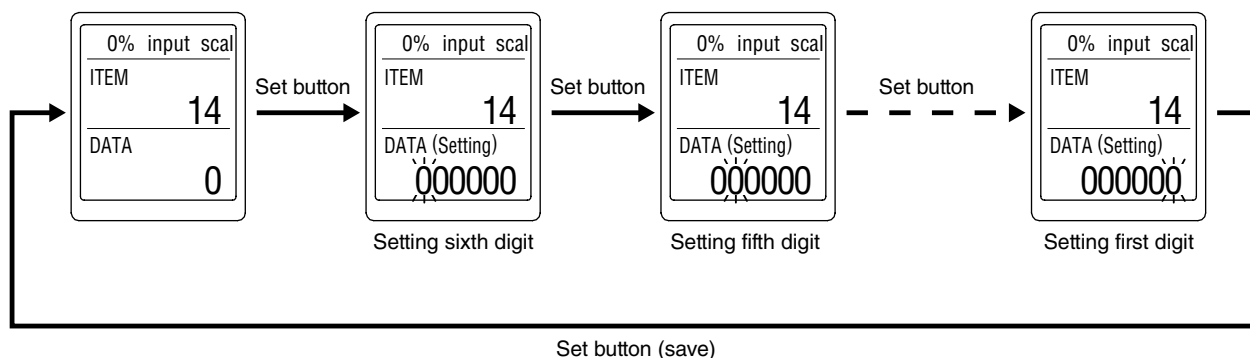 0% input scal
ITEM
14
DATA
0
Set button
0% input scal
ITEM
14
DATA (Setting)
000000
Setting sixth digit
Set button
0% input scal
ITEM
14
DATA (Setting)
000000
Setting fifth digit
Set button
0% input scal
ITEM
14
DATA (Setting)
000000
Setting first digit
Set button (save)